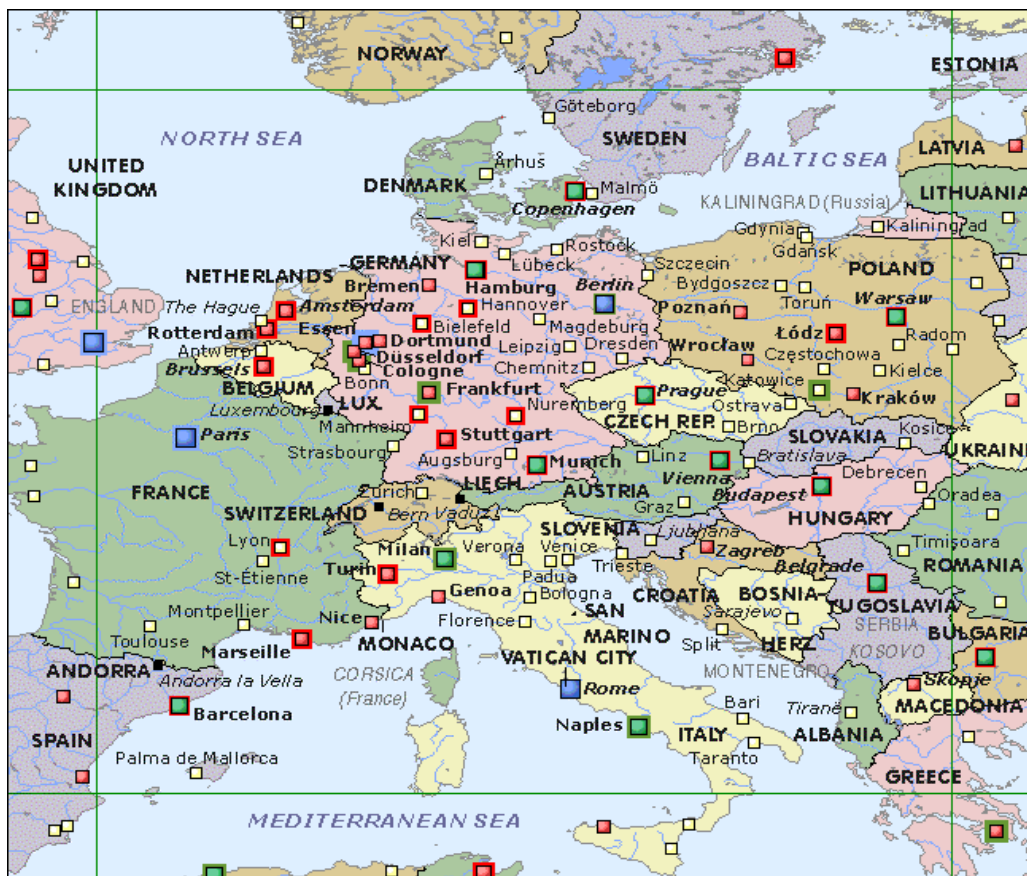 NORWAY
ESTONIA
Göteborg
NORTH SEA
SWEDEN
BALTIC SEA
LATVIA
UNITED
KINGDOM
Århus
DENMARK
Malmö
LITHUANIA
Copenhagen
KALININGRAD (Russia)
Kaliningrad
Gdynia
Gdańsk
Kiel
Rostock
Lübeck
GERMANY
Hamburg
Szczecin
POLAND
NETHERLANDS
Bremen
Berlin
Bydgoszcz
Toruń
Warsaw
ENGLAND
The Hague
Amsterdam
Hannover
Poznań
Rotterdam
Essen
Bielefeld
Magdeburg
Łódz
Radom
Antwerp
Dortmund
Leipzig
Dresden
Wrocław
Częstochowa
Brussels
Düsseldorf
Cologne
Chemnitz
Kielce
BELGIUM
Bonn
Frankfurt
Prague
Katowice
Kraków
Luxembourg
LUX
Mannheim
Nuremberg
CZECH REP.
Ostrava
Brno
Paris
Stuttgart
SLOVAKIA
Kosice
UKRAINE
Strasbourg
Augsburg
Munich
Linz
Vienna
Bratislava
Debrecen
FRANCE
Zürich
LIECH
AUSTRIA
Budapest
Oradea
SWITZERLAND
Bern
Vaduz
Graz
HUNGARY
Lyon
Milan
Verona
Venice
SLOVENIA
Ljubljana
Zagreb
Timisoara
St-Étienne
Turin
Padua
Trieste
Belgrade
ROMANIA
Genoa
Bologna
CROATIA
BOSNIA-
HERZ
Sarajevo
YUGOSLAVIA
SERBIA
Montpellier
Nice
Florence
SAN
MARINO
Toulouse
Marseille
MONACO
Split
KOSOVO
BULGARIA
ANDORRA
Andorra la Vella
CORSICA
(France)
VATICAN CITY
MONTENEGRO
Skopje
Rome
MACEDONIA
Barcelona
Naples
Bari
Tiranë
SPAIN
ITALY
ALBANIA
Palma de Mallorca
Taranto
GREECE
MEDITERRANEAN SEA